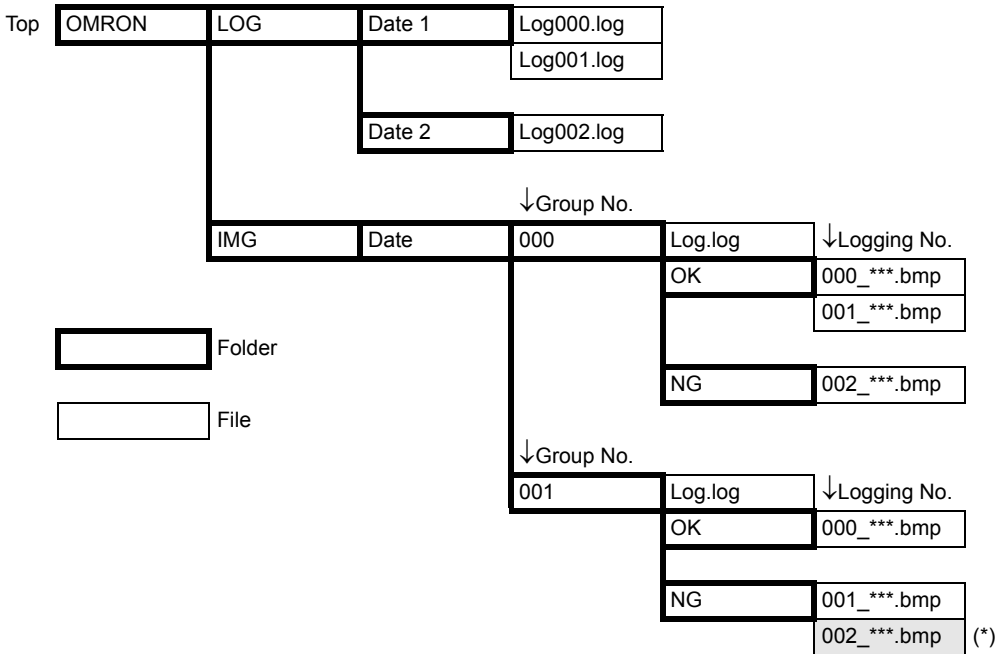 Top OMRON LOG Date 1 Log000.log
Log001.log
Date 2 Log002.log
↓Group No.
IMG Date 000 Log.log ↓Logging No.
OK 000_***.bmp
001_***.bmp
Folder
NG 002_***.bmp
File
↓Group No.
001 Log.log ↓Logging No.
OK 000_***.bmp
NG 001_***.bmp
002_***.bmp (*)